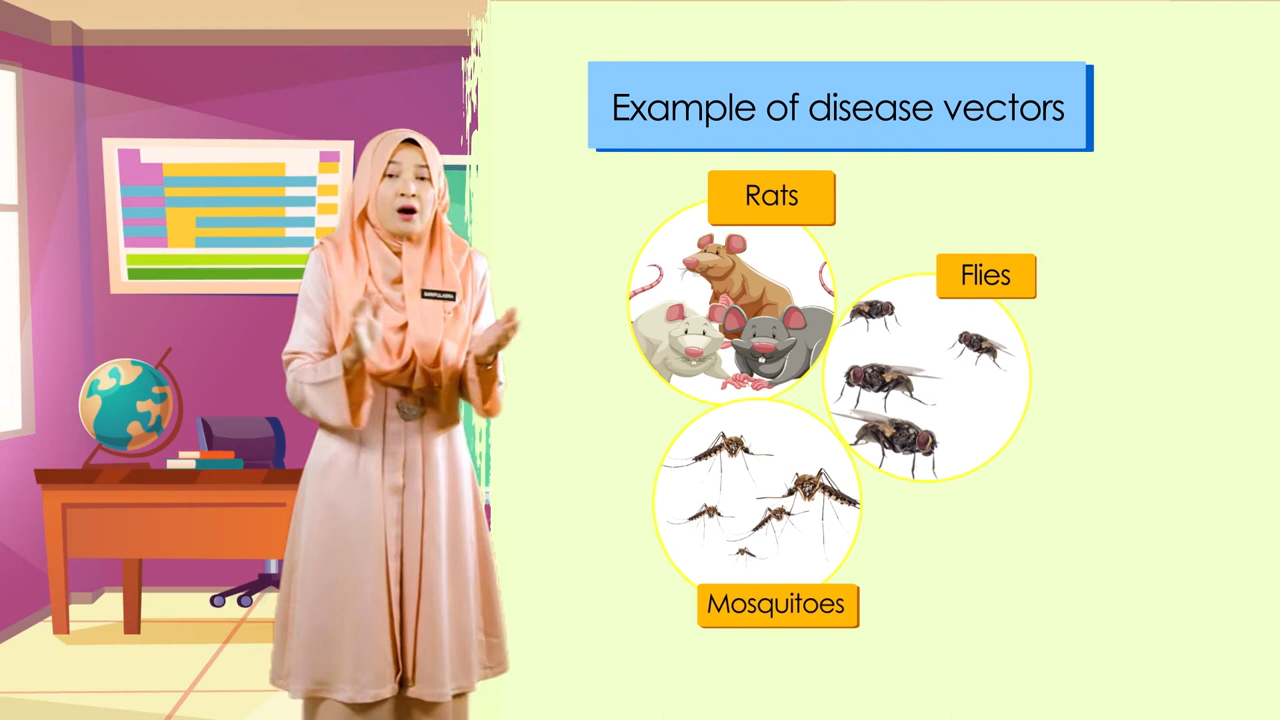 Example of disease vectors
Rats
Flies
Mosquitoes